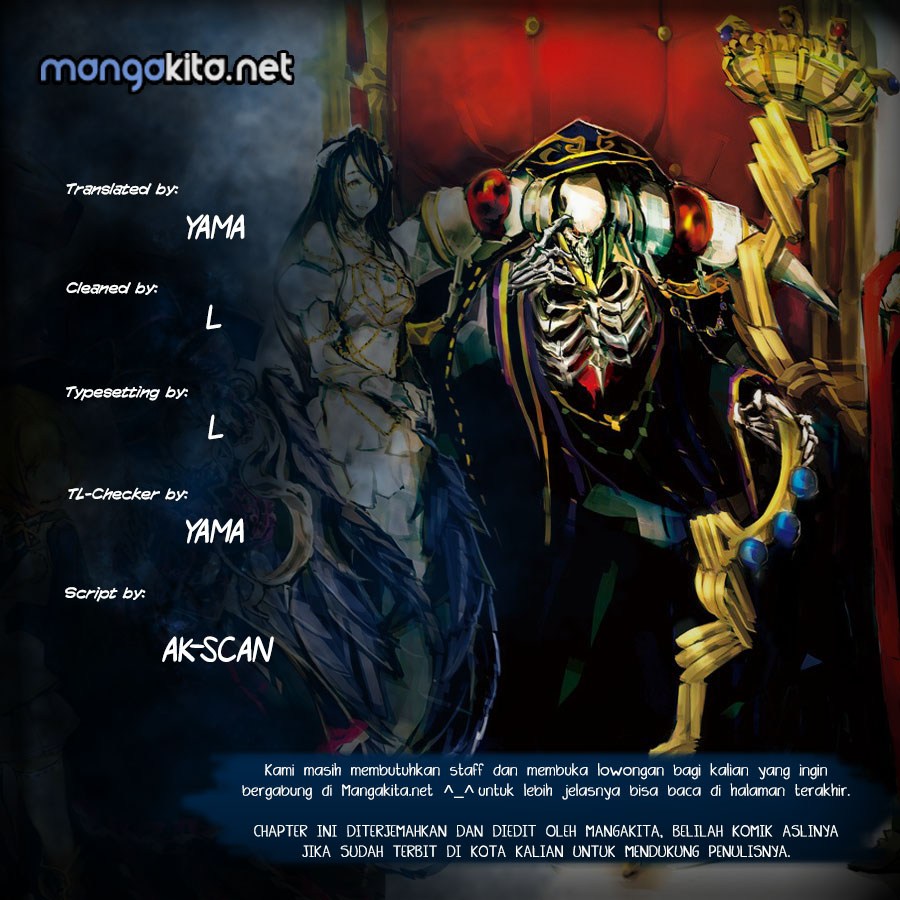 mangakita.net
Translated by:
YAMA
Cleaned by:
L
Typesetting by:
L
TL-Checker by:
YAMA
Script by:
AK-SCAN
Kami masih membutuhkan staff dan membuka lowongan bagi kalian yang ingin
bergabung di Mangakita.net ^_^ untuk lebih jelasnya bisa baca di halaman terakhir.
CHAPTER INI DITERJEMAHKAN DAN DIEDIT OLEH MANGAKITA, BELILAH KOMIK ASLINYA
JIKA SUDAH TERBIT DI KOTA KALIAN UNTUK MENDUKUNG PENULISNYA.